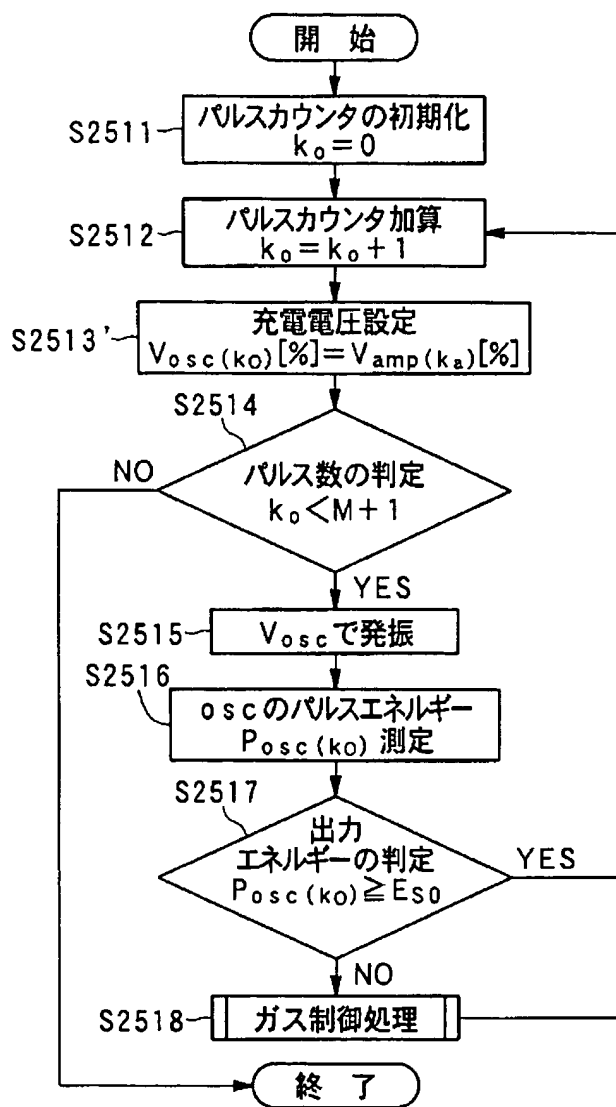 開 始
S2511
パルスカウンタの初期化
k₀=0
S2512
パルスカウンタ加算
k₀=k₀+1
S2513'
充電電圧設定
Vosc(k₀)[%]=Vamp(ka)[%]
S2514
NO
パルス数の判定
k₀<M+1
YES
S2515
Voscで発振
S2516
oscのパルスエネルギー
Posc(k₀)測定
S2517
出力
エネルギーの判定
Posc(k₀)≧Es₀
YES
NO
S2518
ガス制御処理
終 了